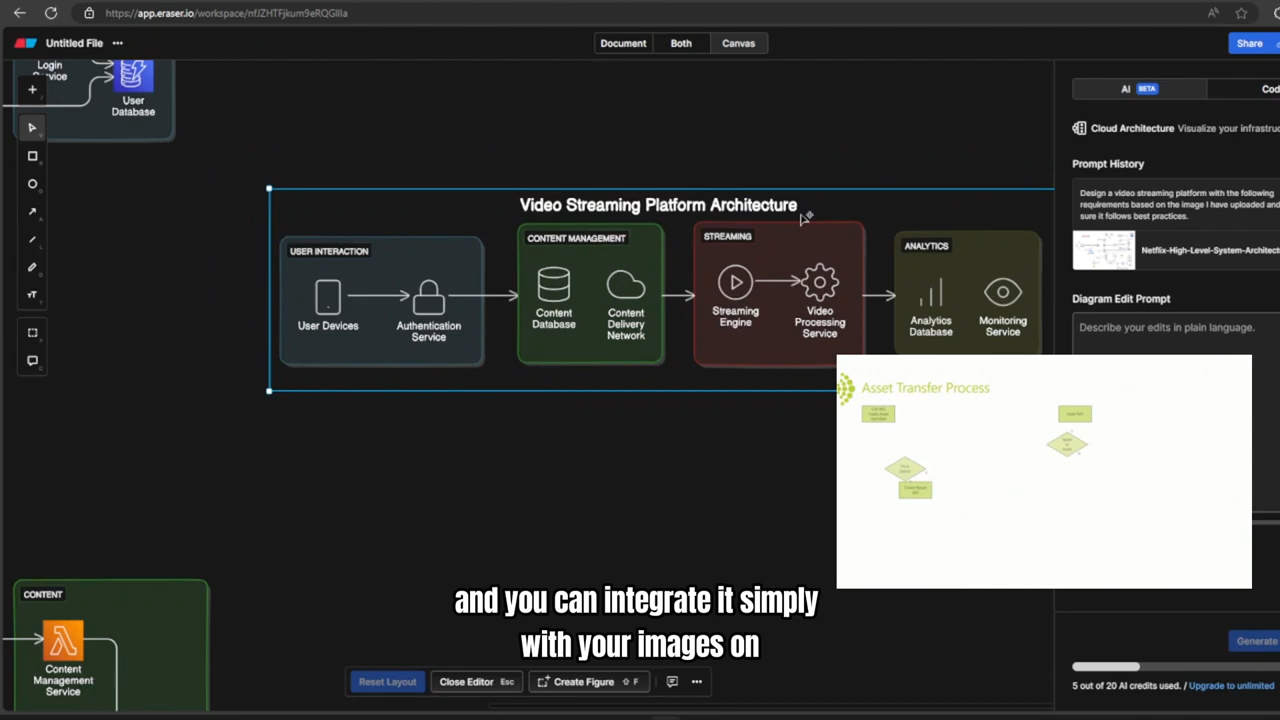 https://app.eraser.io/workspace/nfJZHTFjkum9eRQGIlla
Untitled File
Document
Both
Canvas
Share
Login
Service
User
Database
AI BETA
Cod
Cloud Architecture Visualize your infrastruc
Prompt History
Design a video streaming platform with the following
requirements based on the image I have uploaded and
sure it follows best practices.
Netflix-High-Level-System-Architect
Diagram Edit Prompt
Describe your edits in plain language.
Video Streaming Platform Architecture
USER INTERACTION
User Devices
Authentication
Service
CONTENT MANAGEMENT
Content
Database
Content
Delivery
Network
STREAMING
Streaming
Engine
Video
Processing
Service
ANALYTICS
Analytics
Database
Monitoring
Service
Asset Transfer Process
and you can integrate it simply
with your images on
CONTENT
Content
Management
Service
Reset Layout
Close Editor Esc
Create Figure ⇧ F
Generate
5 out of 20 AI credits used. / Upgrade to unlimited